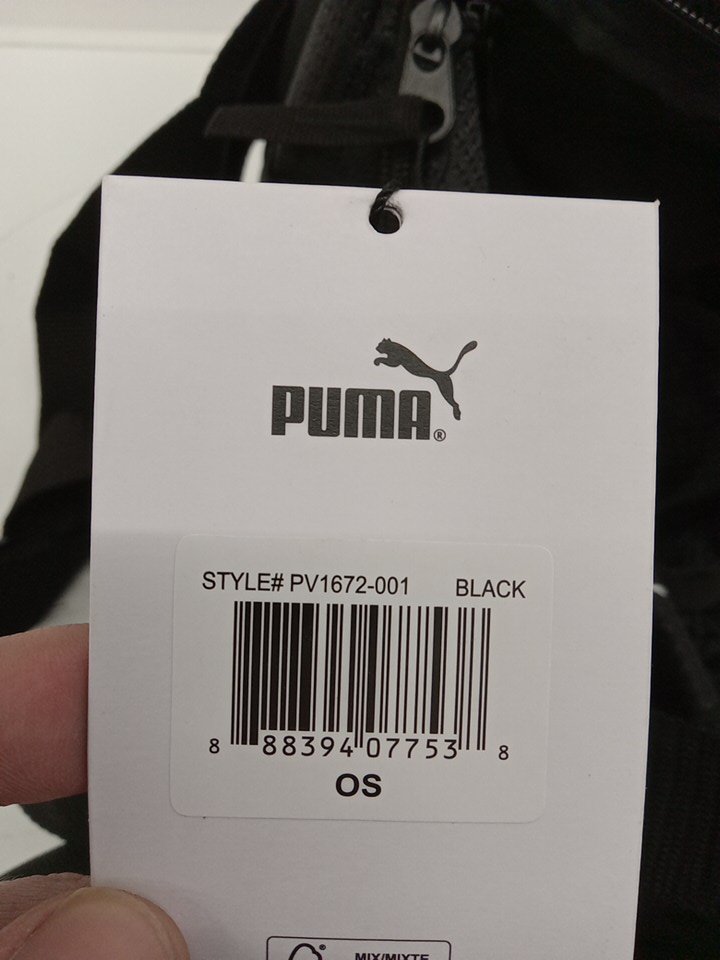 PUMA®
STYLE# PV1672-001 BLACK
8 88394 07753 8
OS
MIX/MIXTE